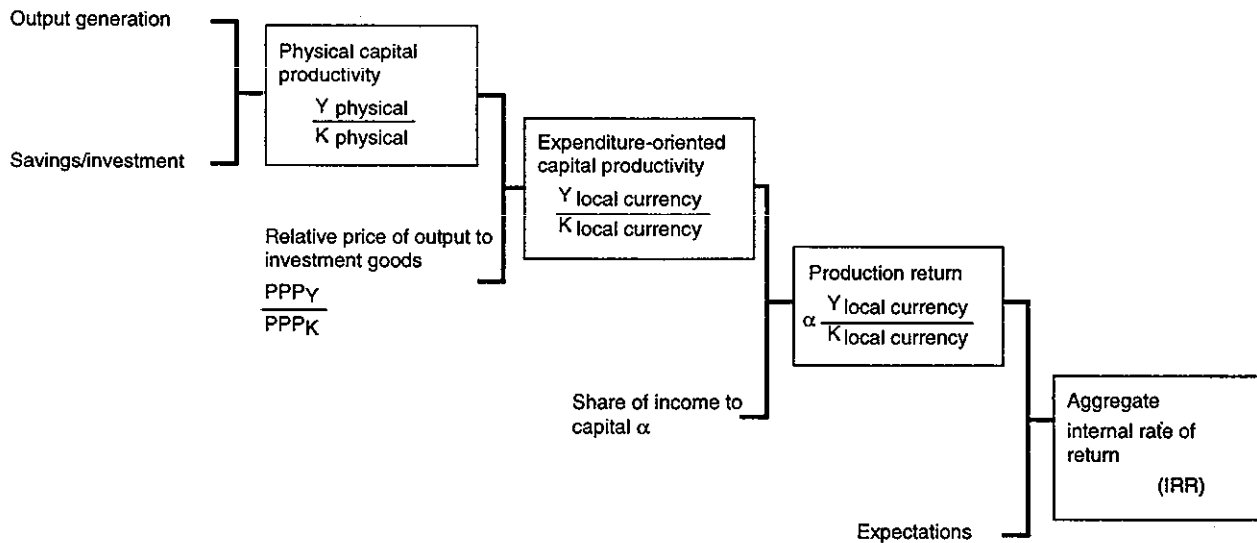 Output generation
Physical capital
productivity
Y physical
K physical
Savings/investment
Expenditure-oriented
capital productivity
Y local currency
K local currency
Relative price of output to
investment goods
PPPY
PPPK
Production return
α Y local currency
K local currency
Share of income to
capital α
Aggregate
internal rate of
return
(IRR)
Expectations